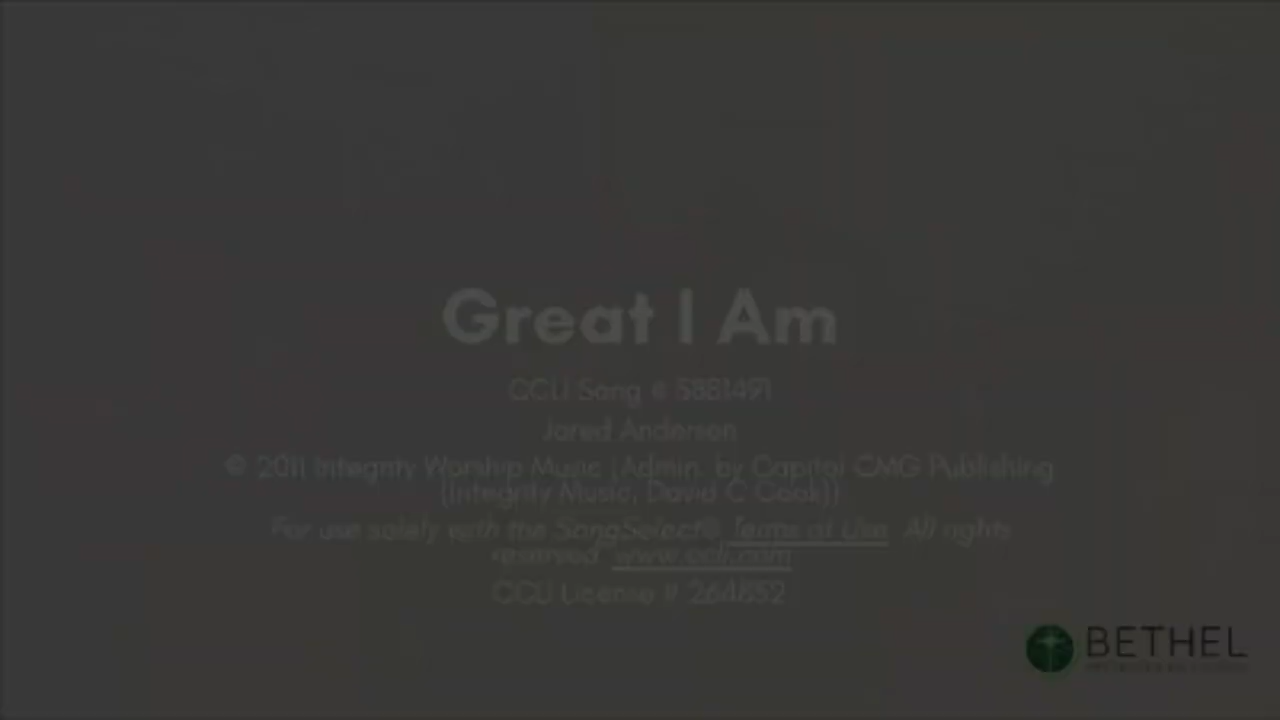 Great I Am
CCLI Song # 5881491
Jared Anderson
© 2011 Integrity Worship Music (Admin. by Capitol CMG Publishing
(Integrity Music, David C Cook))
For use solely with the SongSelect® Terms of Use. All rights
reserved. www.ccli.com
CCLI License # 264852
BETHEL